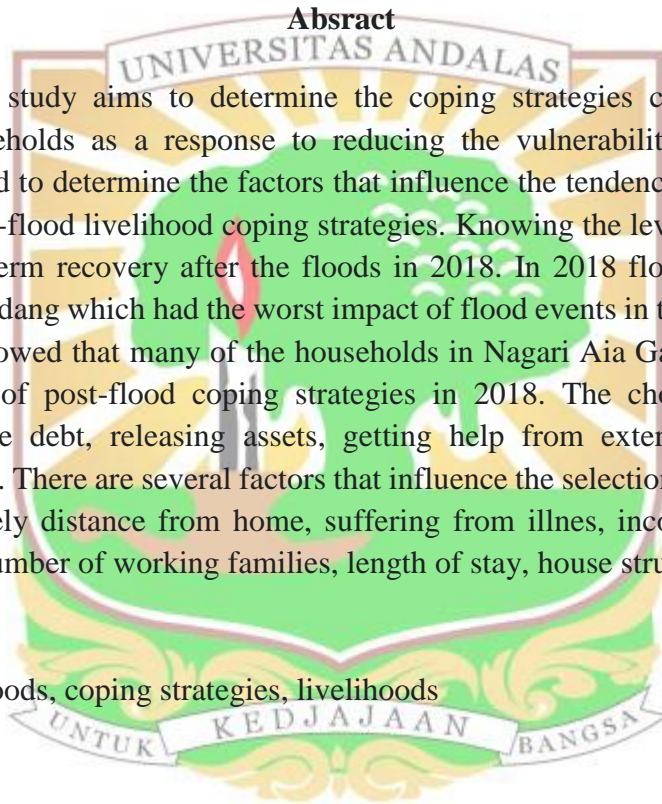 Absract
UNIVERSITAS ANDALAS
study aims to determine the coping strategies c
eholds as a response to reducing the vulnerabilit
d to determine the factors that influence the tendenc
-flood livelihood coping strategies. Knowing the lev
erm recovery after the floods in 2018. In 2018 flo
dang which had the worst impact of flood events in t
owed that many of the households in Nagari Aia Ga
of post-flood coping strategies in 2018. The cho
e debt, releasing assets, getting help from exter
. There are several factors that influence the selection
ely distance from home, suffering from illnes, inco
umber of working families, length of stay, house stru
oods, coping strategies, livelihoods
UNTUK KEDJAJAAN BANGSA